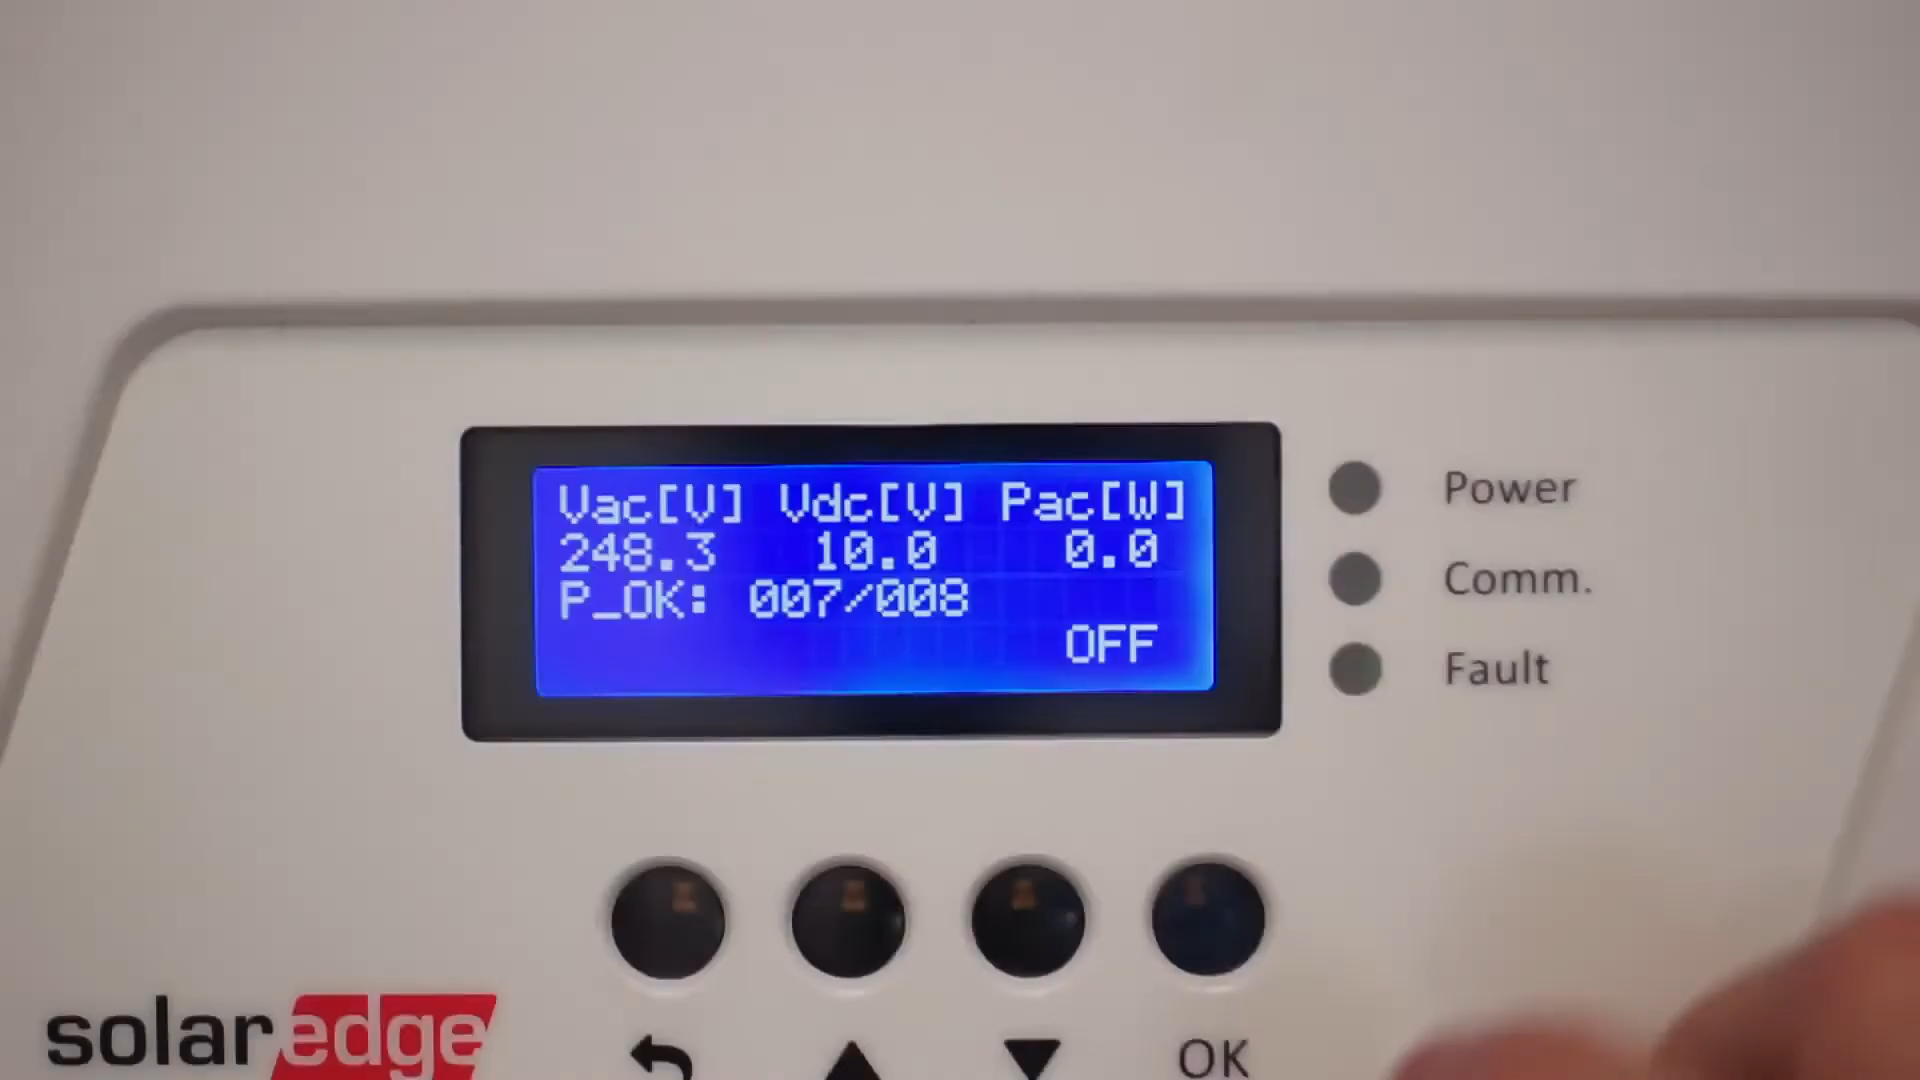 Vac[V] Vdc[V] Pac[W]
248.3 10.0 0.0
P_OK: 007/008
OFF
Power
Comm.
Fault
solaredge
OK